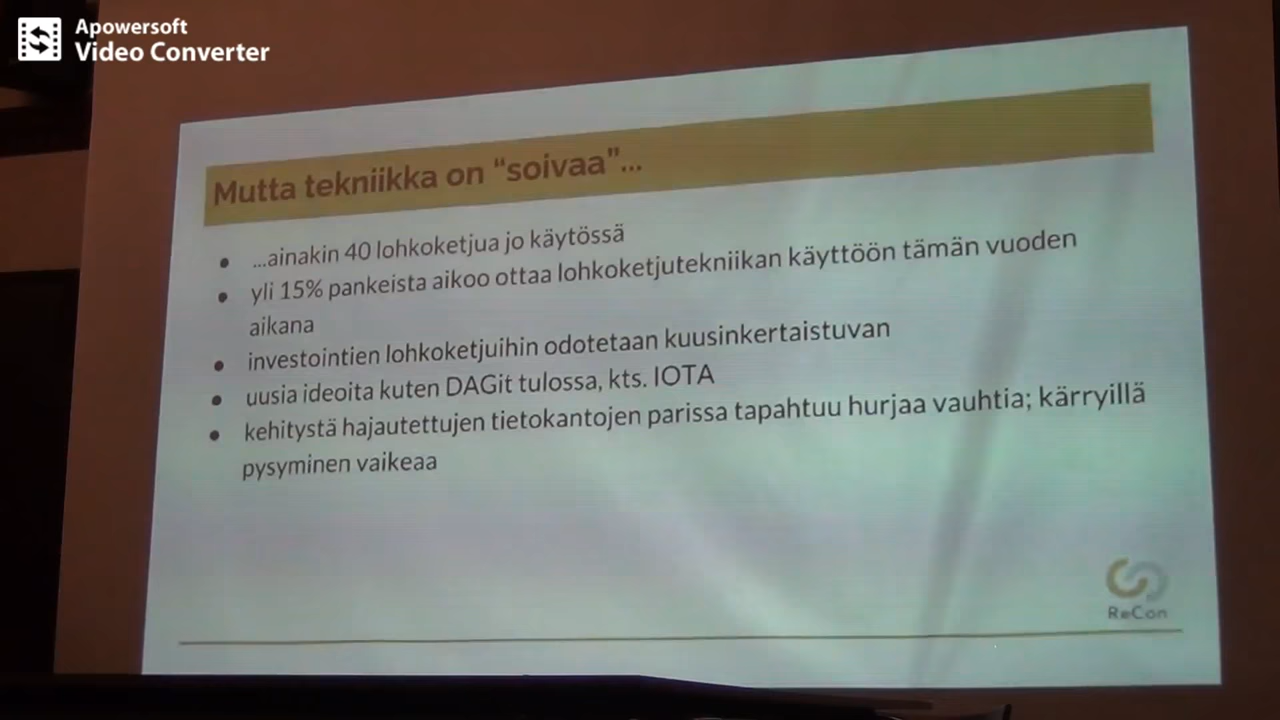 Apowersoft
Video Converter
Mutta tekniikka on “soivaa”...
● ...ainakin 40 lohkoketjua jo käytössä
● yli 15% pankeista aikoo ottaa lohkoketjutekniikan käyttöön tämän vuoden
aikana
● investointien lohkoketjuihin odotetaan kuusinkertaistuvan
● uusia ideoita kuten DAGit tulossa, kts. IOTA
● kehitystä hajautettujen tietokantojen parissa tapahtuu hurjaa vauhtia; kärryillä
pysyminen vaikeaa
ReCon